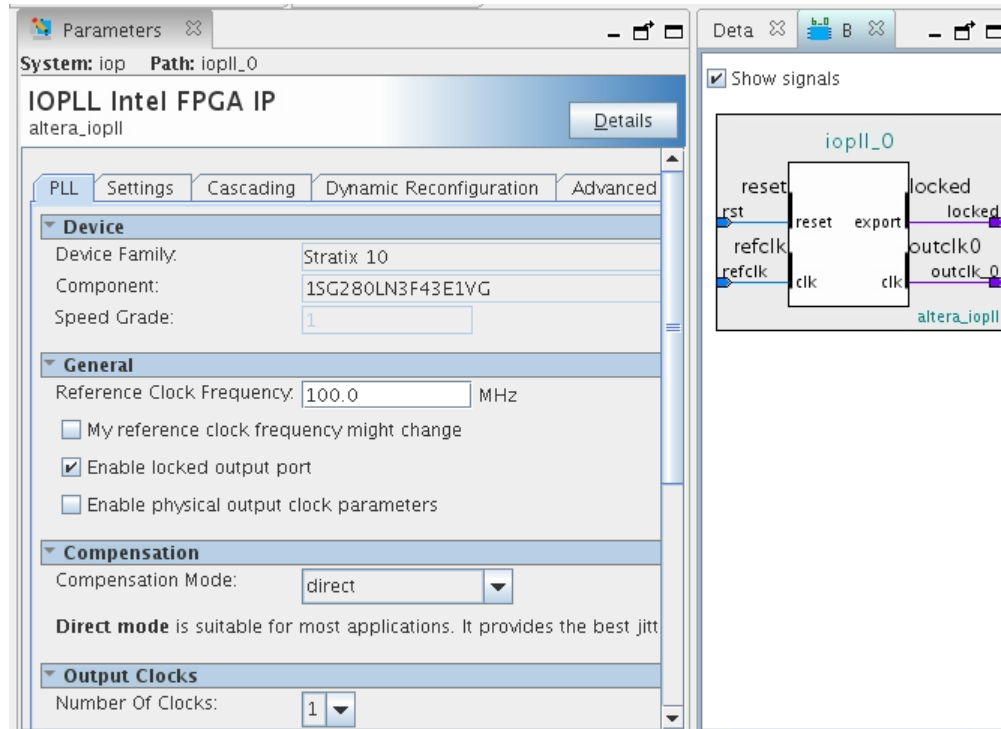 Parameters
System: iop Path: iopll_0
IOPLL Intel FPGA IP
altera_iopll
Details
PLL Settings Cascading Dynamic Reconfiguration Advanced
Device
Device Family: Stratix 10
Component: 1SG280LN3F43E1VG
Speed Grade: 1
General
Reference Clock Frequency: 100.0 MHz
My reference clock frequency might change
Enable locked output port
Enable physical output clock parameters
Compensation
Compensation Mode: direct
Direct mode is suitable for most applications. It provides the best jitt
Output Clocks
Number Of Clocks: 1
Deta B
Show signals
iopll_0
reset locked
rst locked
reset export
refclk outclk0
refclk outclk_0
clk clk
altera_iopll